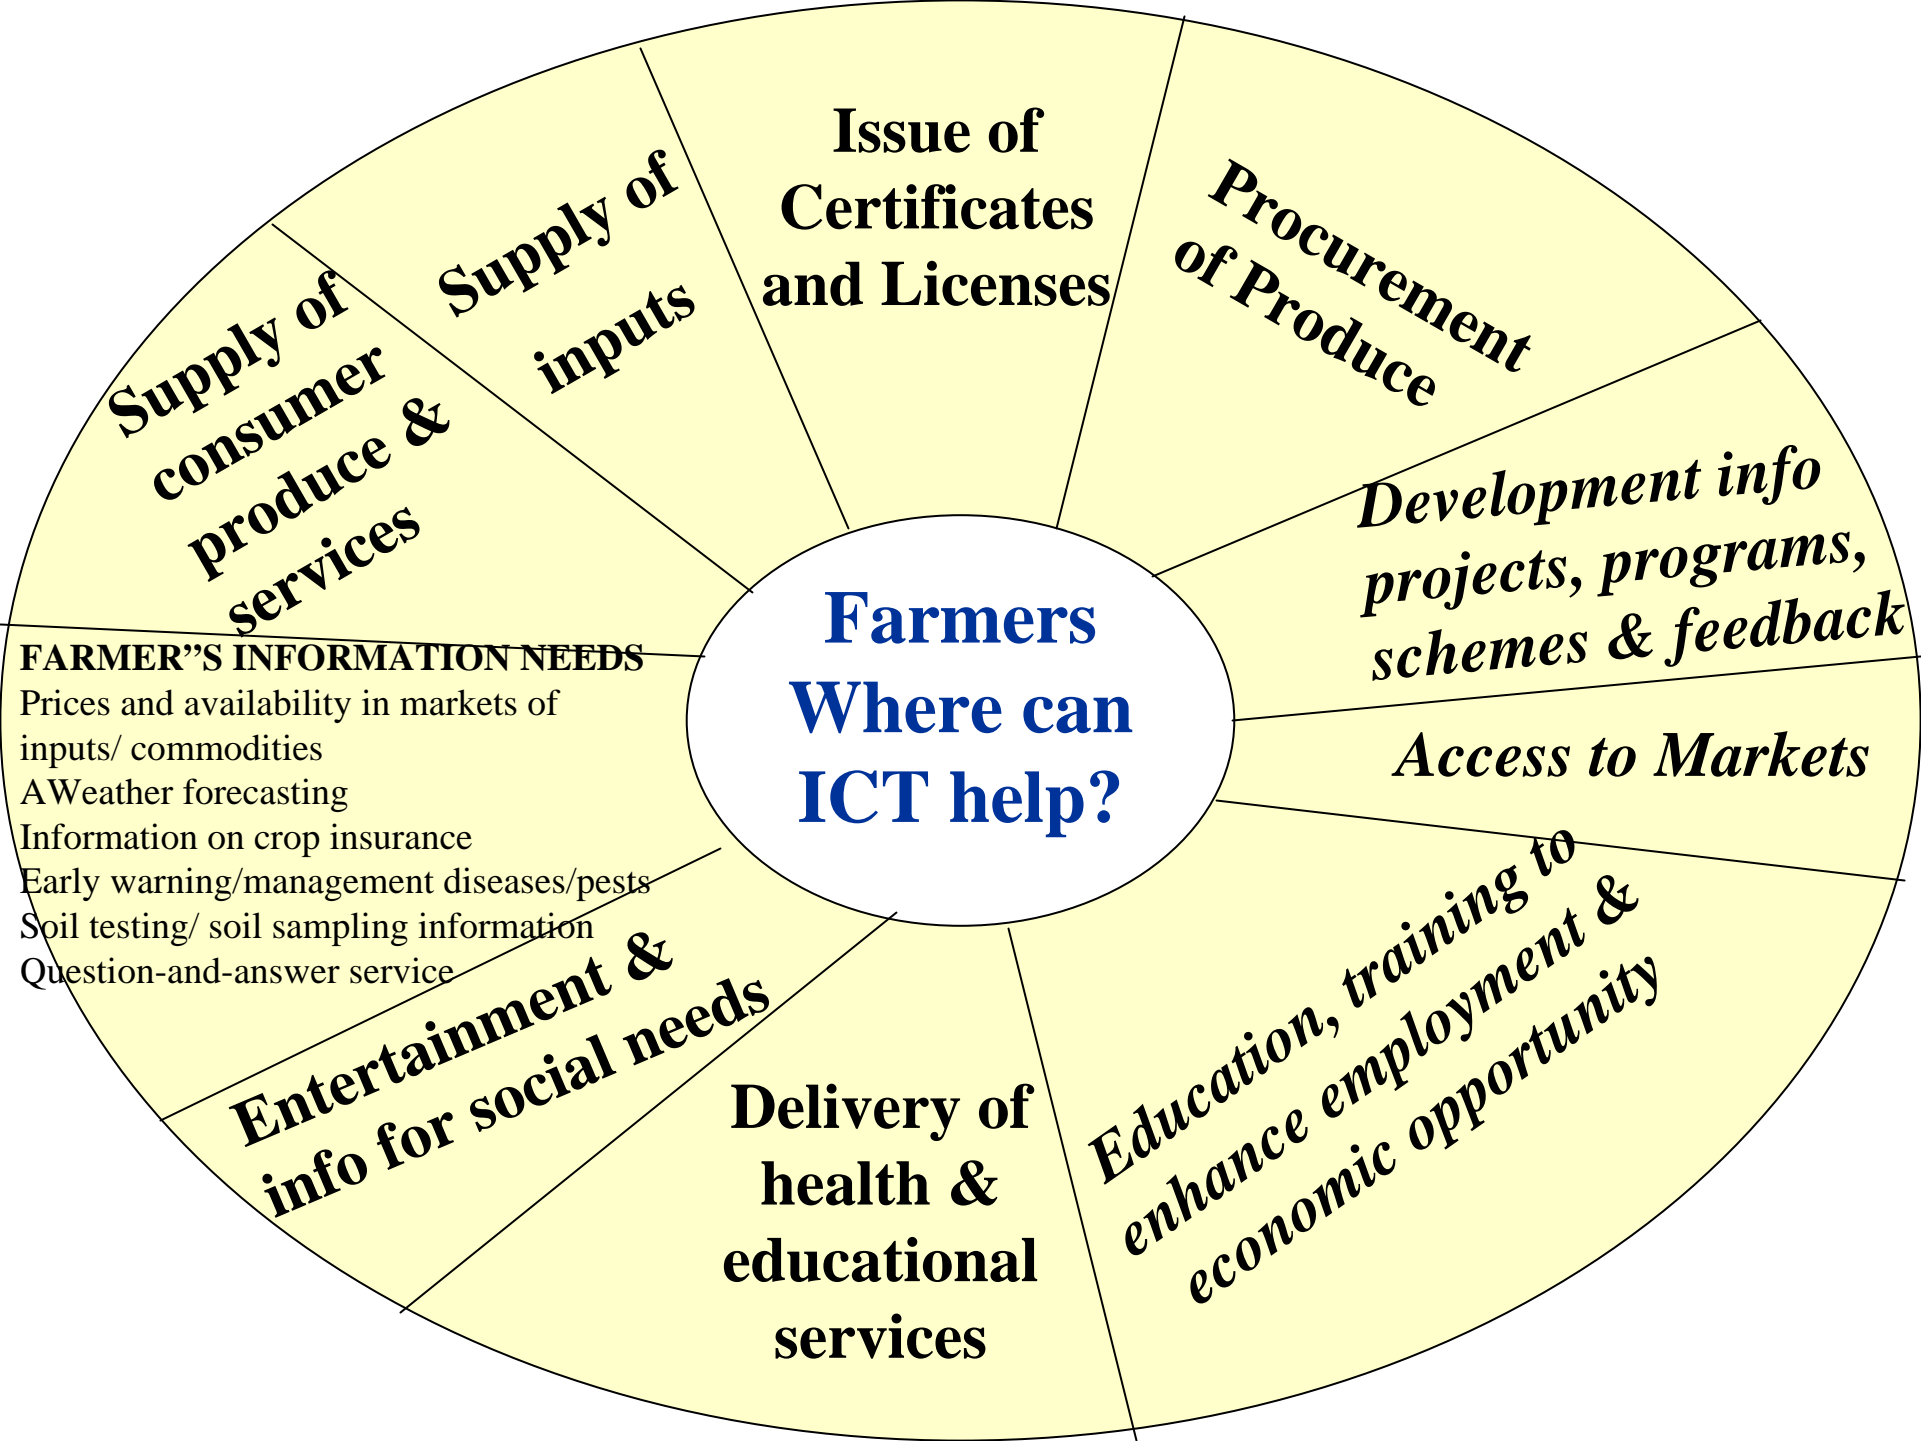 Issue of
Certificates
and Licenses
Procurement
of Produce
Development info
projects, programs,
schemes & feedback
Access to Markets
Education, training to
enhance employment &
economic opportunity
Delivery of
health &
educational
services
Entertainment &
info for social needs
FARMER”S INFORMATION NEEDS
Prices and availability in markets of
inputs/ commodities
AWeather forecasting
Information on crop insurance
Early warning/management diseases/pests
Soil testing/ soil sampling information
Question-and-answer service
Supply of
consumer
produce &
services
Supply of
inputs
Farmers
Where can
ICT help?